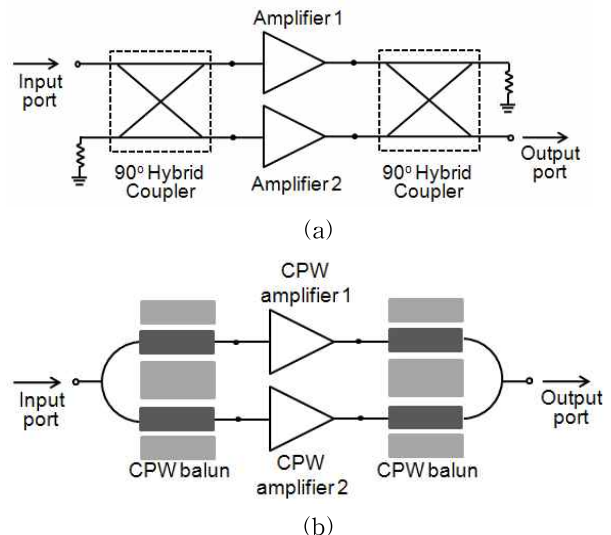 Amplifier 1
Input
port
90° Hybrid
Coupler
Amplifier 2
90° Hybrid
Coupler
Output
port
(a)
CPW
amplifier 1
Input
port
CPW balun
CPW
amplifier 2
CPW balun
Output
port
(b)